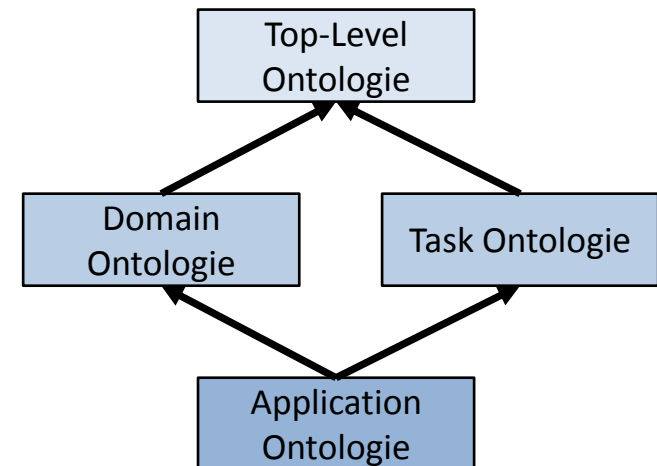 Top-Level
Ontologie
Domain
Ontologie
Task Ontologie
Application
Ontologie